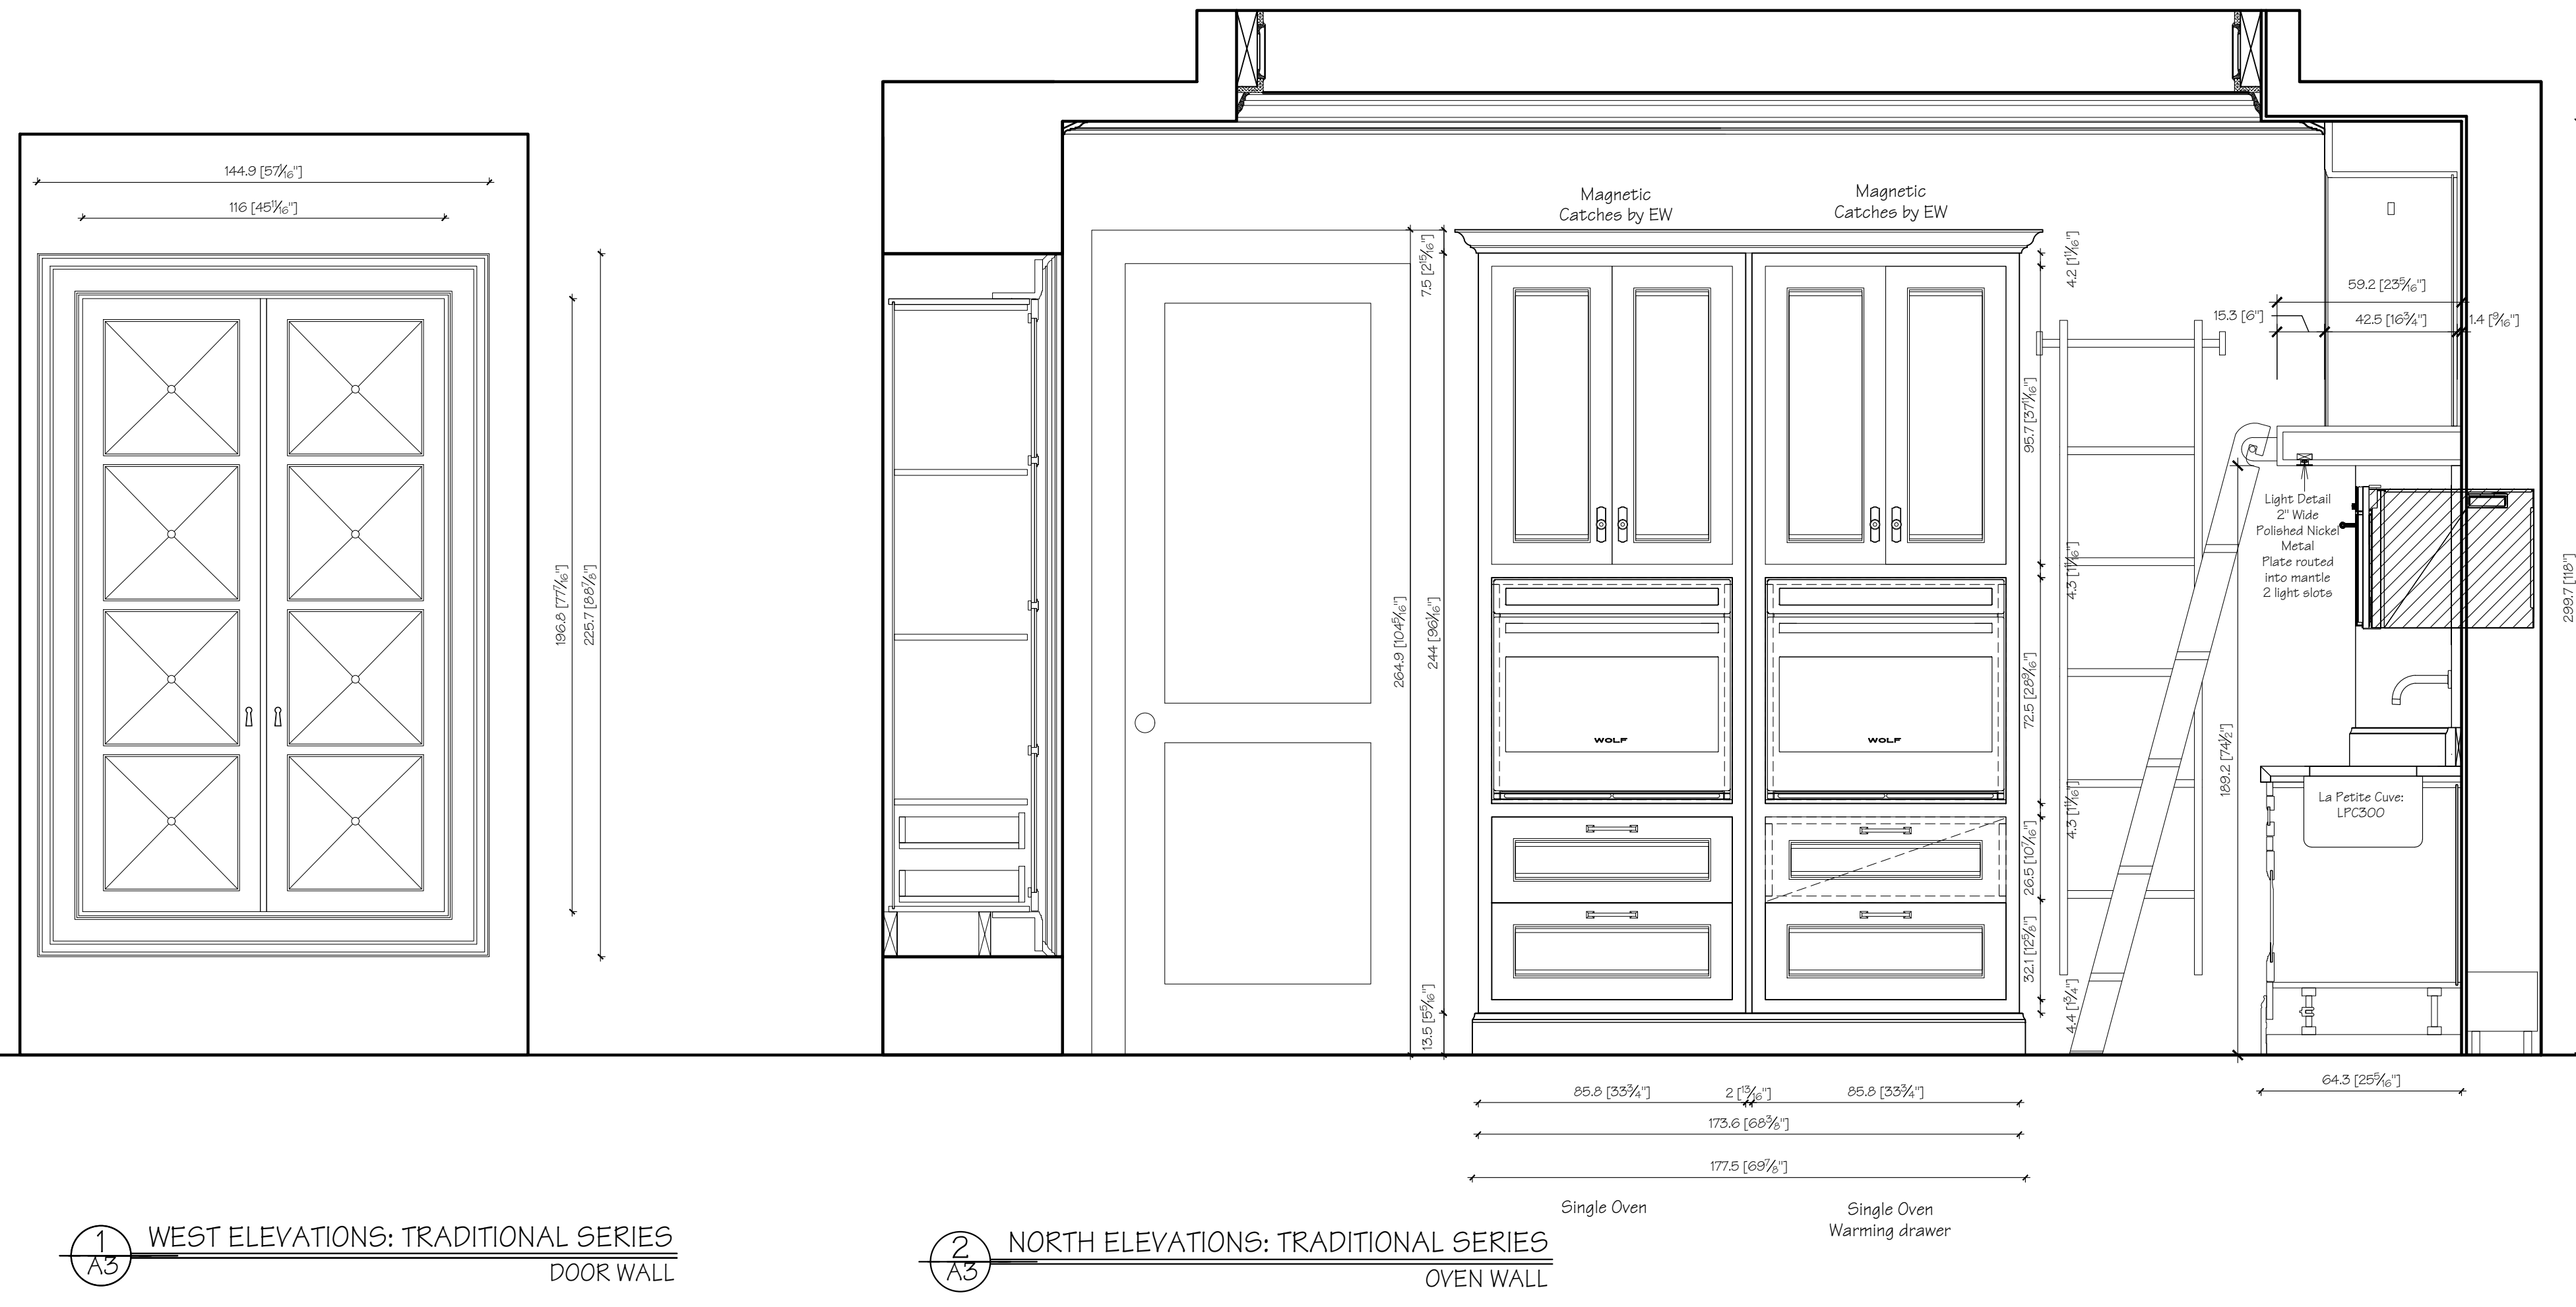 144.9 [57 1/16"]
116 [45 11/16"]
196.8 [77 7/16"]
225.7 [88 7/8"]
1
A3
WEST ELEVATIONS: TRADITIONAL SERIES
DOOR WALL
Magnetic
Catches by EW
Magnetic
Catches by EW
7.5 [2 15/16"]
264.9 [104 5/16"]
244 [96 1/16"]
13.5 [5 5/16"]
4.2 [1 11/16"]
95.7 [37 11/16"]
4.3 [1 11/16"]
72.5 [28 9/16"]
4.3 [1 11/16"]
26.5 [10 7/16"]
32.1 [12 5/8"]
4.4 [1 3/4"]
WOLF
WOLF
59.2 [23 5/16"]
15.3 [6"]
42.5 [16 3/4"]
1.4 [9/16"]
Light Detail
2" Wide
Polished Nickel
Metal
Plate routed
into mantle
2 light slots
189.2 [74 1/2"]
La Petite Cuve:
LPC300
299.7 [118"]
64.3 [25 5/16"]
85.8 [33 3/4"]
2 [13/16"]
85.8 [33 3/4"]
173.6 [68 3/8"]
177.5 [69 7/8"]
Single Oven
Single Oven
Warming drawer
2
A3
NORTH ELEVATIONS: TRADITIONAL SERIES
OVEN WALL